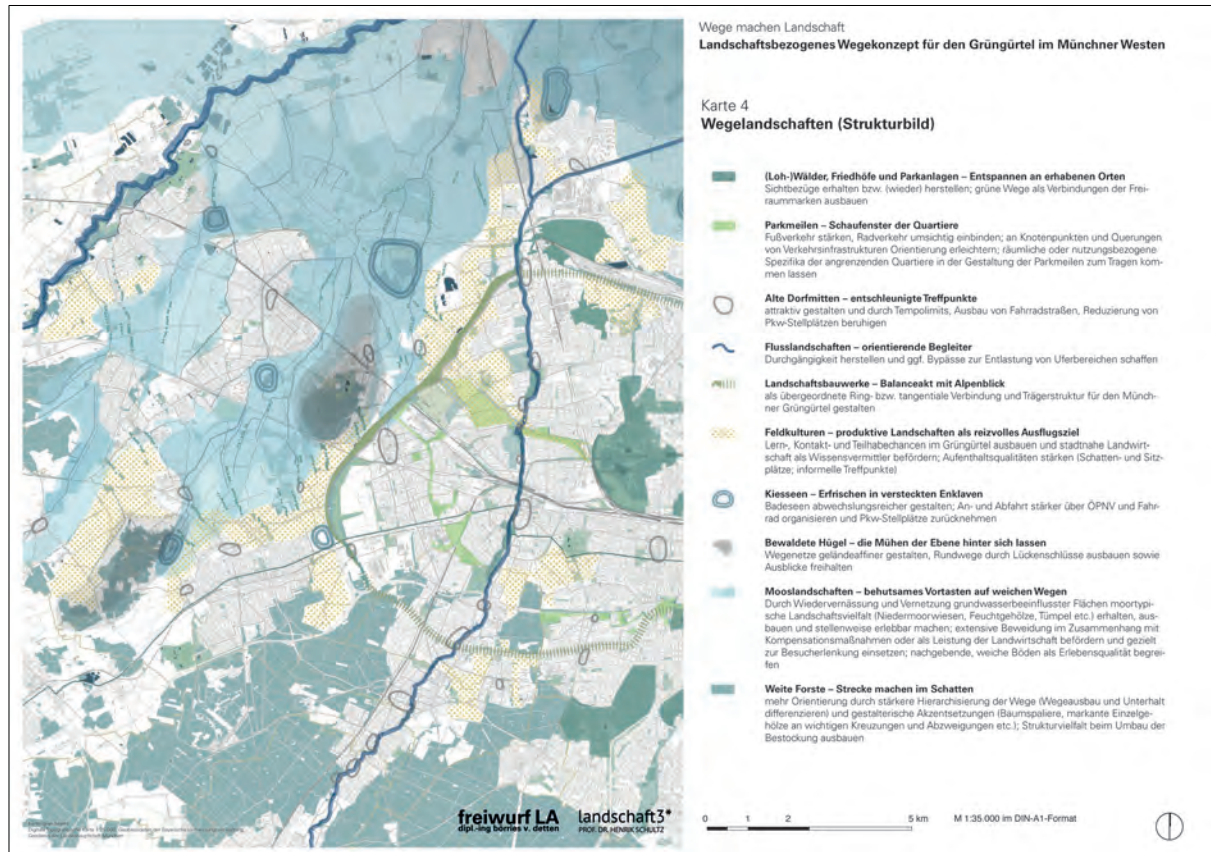 Wege machen Landschaft
Landschaftsbezogenes Wegekonzept für den Grüngürtel im Münchner Westen
Karte 4
Wegelandschaften (Strukturbild)
(Loh-)Wälder, Friedhöfe und Parkanlagen – Entspannen an erhabenen Orten
Sichtbezüge erhalten bzw. (wieder) herstellen; grüne Wege als Verbindungen der Frei-
raummarken ausbauen
Parkmeilen – Schaufenster der Quartiere
Fußverkehr stärken, Radverkehr umsichtig einbinden; an Knotenpunkten und Querungen
von Verkehrsinfrastrukturen Orientierung erleichtern; räumliche oder nutzungsbezogene
Spezifika der angrenzenden Quartiere in der Gestaltung der Parkmeilen zum Tragen kom-
men lassen
Alte Dorfmitten – entschleunigte Treffpunkte
attraktiv gestalten und durch Tempolimits, Ausbau von Fahrradstraßen, Reduzierung von
Pkw-Stellplätzen beruhigen
Flusslandschaften – orientierende Begleiter
Durchgängigkeit herstellen und ggf. Bypässe zur Entlastung von Uferbereichen schaffen
Landschaftsbauwerke – Balanceakt mit Alpenblick
als übergeordnete Ring- bzw. tangentiale Verbindung und Trägerstruktur für den Münch-
ner Grüngürtel gestalten
Feldkulturen – produktive Landschaften als reizvolles Ausflugsziel
Lern-, Kontakt- und Teilhabechancen im Grüngürtel ausbauen und stadtnahe Landwirt-
schaft als Wissensvermittler befördern; Aufenthaltsqualitäten stärken (Schatten- und Sitz-
plätze; informelle Treffpunkte)
Kiesseen – Erfrischen in versteckten Enklaven
Badeseen abwechslungsreicher gestalten; An- und Abfahrt stärker über ÖPNV und Fahr-
rad organisieren und Pkw-Stellplätze zurücknehmen
Bewaldete Hügel – die Mühen der Ebene hinter sich lassen
Wegenetze geländeaffiner gestalten, Rundwege durch Lückenschlüsse ausbauen sowie
Ausblicke freihalten
Mooslandschaften – behutsames Vortasten auf weichen Wegen
Durch Wiedervernässung und Vernetzung grundwasserbeeinflusster Flächen moortypi-
sche Landschaftsvielfalt (Niedermoorwiesen, Feuchtgehölze, Tümpel etc.) erhalten, aus-
bauen und stellenweise erlebbar machen; extensive Beweidung im Zusammenhang mit
Kompensationsmaßnahmen oder als Leistung der Landwirtschaft befördern und gezielt
zur Besucherlenkung einsetzen; nachgebende, weiche Böden als Erlebensqualität begrei-
fen
Weite Forste – Strecke machen im Schatten
mehr Orientierung durch stärkere Hierarchisierung der Wege (Wegeausbau und Unterhalt
differenzieren) und gestalterische Akzentsetzungen (Baumspaliere, markante Einzelge-
hölze an wichtigen Kreuzungen und Abzweigungen etc.); Strukturvielfalt beim Umbau der
Bestockung ausbauen
freiwurf LA
dipl.-ing börries v. detten
landschaft3*
PROF. DR. HENRIK SCHULTZ
0 1 2 5 km
M 1:35.000 im DIN-A1-Format